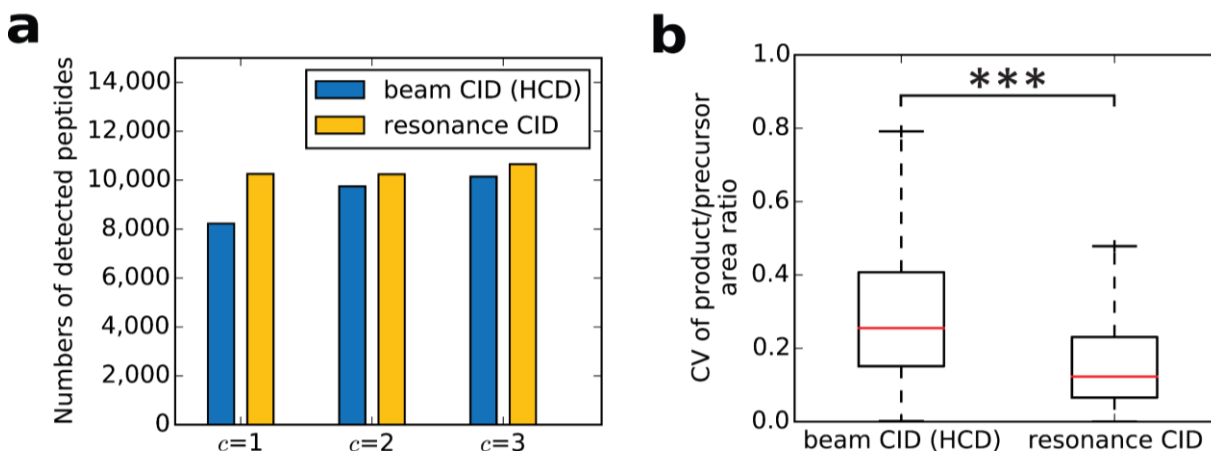 a
Numbers of detected peptides
14,000
12,000
10,000
8,000
6,000
4,000
2,000
0
beam CID (HCD)
resonance CID
c=1
c=2
c=3
b
CV of product/precursor
area ratio
1.0
0.8
0.6
0.4
0.2
0.0
***
beam CID (HCD)
resonance CID